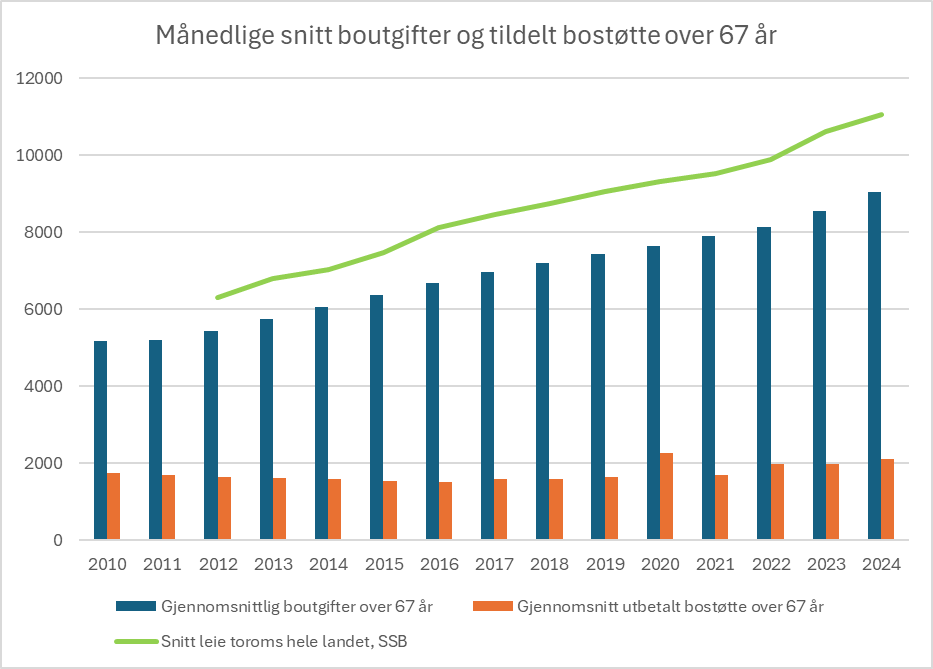 Månedlige snitt boutgifter og tildelt bostøtte over 67 år
12000
10000
8000
6000
4000
2000
0
2010 2011 2012 2013 2014 2015 2016 2017 2018 2019 2020 2021 2022 2023 2024
Gjennomsnittlig boutgifter over 67 år Gjennomsnitt utbetalt bostøtte over 67 år
Snitt leie toroms hele landet, SSB